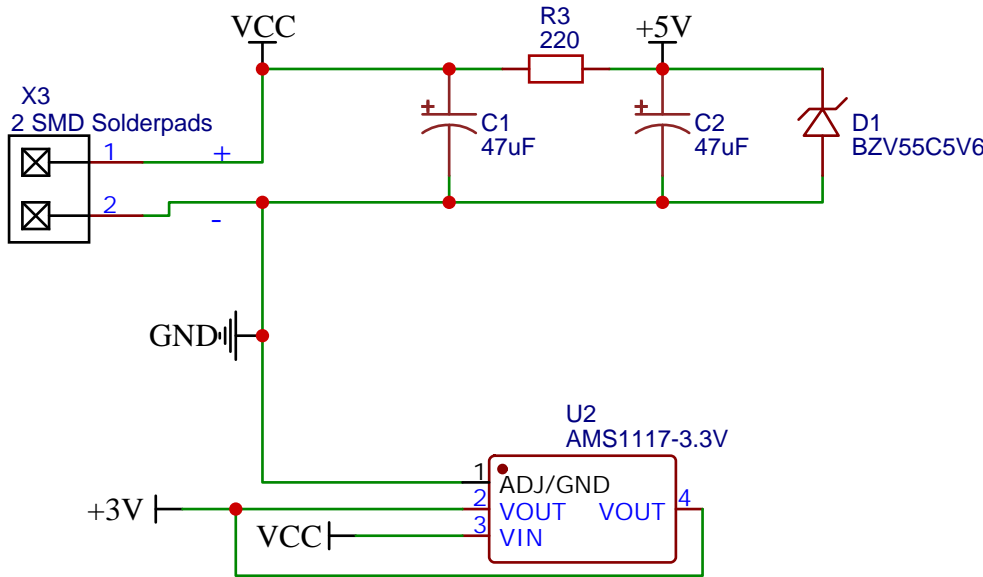 VCC
R3
220
+5V
X3
2 SMD Solderpads
1
+
2
-
+
C1
47uF
+
C2
47uF
D1
BZV55C5V6
GND
U2
AMS1117-3.3V
1
ADJ/GND
+3V
2
VOUT
VOUT
4
VCC
3
VIN